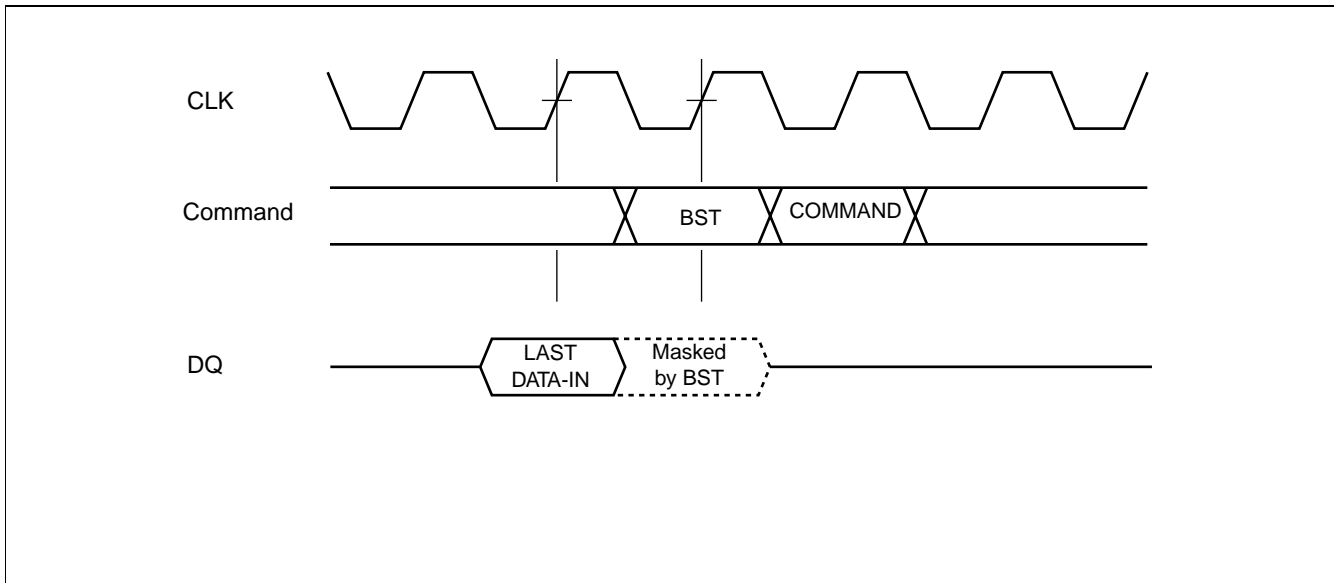 CLK
Command
BST
COMMAND
DQ
LAST
DATA-IN
Masked
by BST